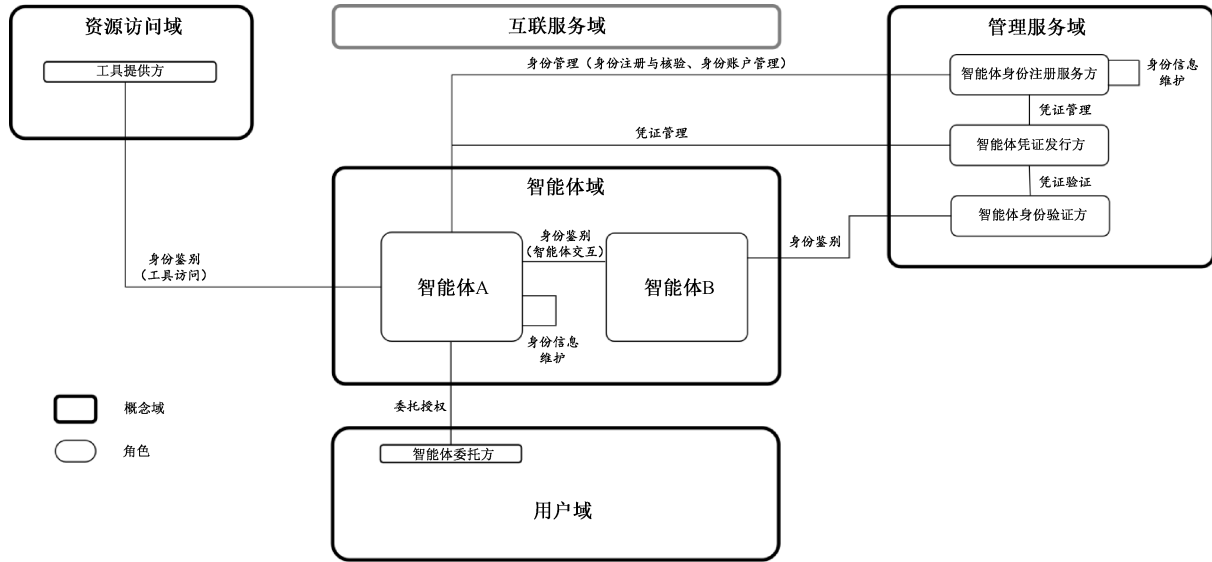 资源访问域
工具提供方
互联服务域
管理服务域
智能体身份注册服务方
身份信息
维护
身份管理（身份注册与核验、身份账户管理）
凭证管理
凭证管理
智能体凭证发行方
凭证验证
智能体身份验证方
智能体域
身份鉴别
（智能体交互）
身份鉴别
身份鉴别
（工具访问）
智能体A
智能体B
身份信息
维护
委托授权
概念域
角色
智能体委托方
用户域